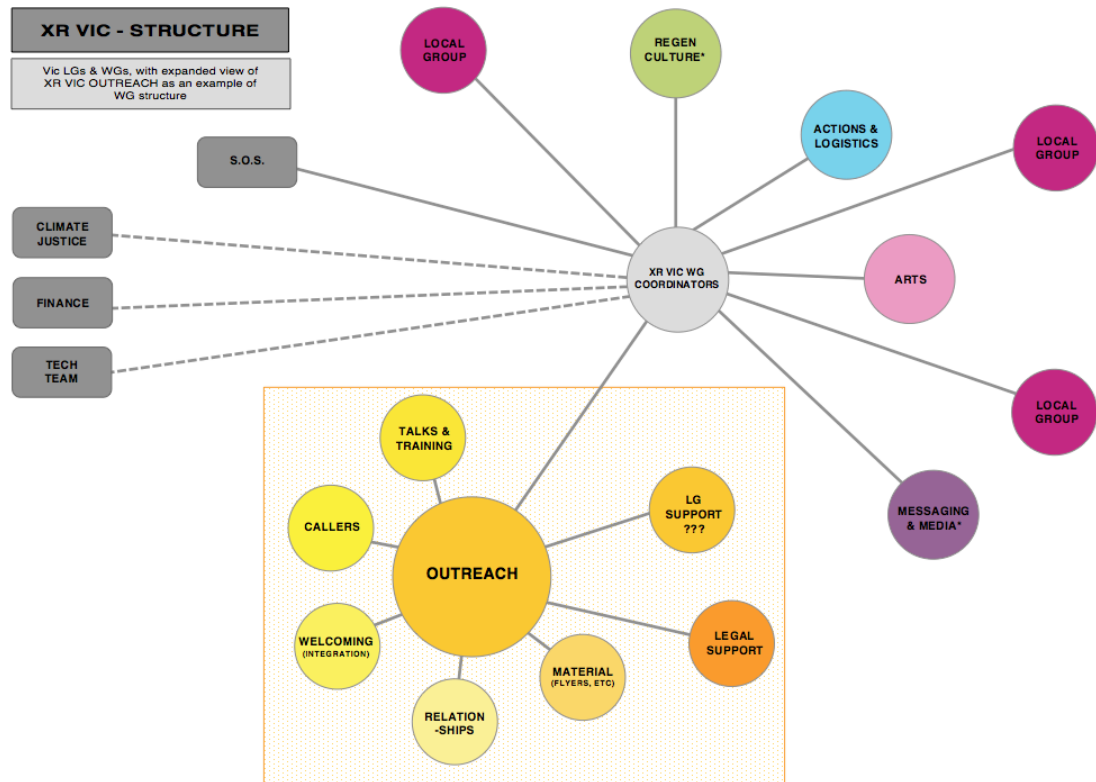 XR VIC - STRUCTURE
Vic LGs & WGs, with expanded view of
XR VIC OUTREACH as an example of
WG structure
LOCAL
GROUP
REGEN
CULTURE*
ACTIONS &
LOGISTICS
LOCAL
GROUP
S.O.S.
CLIMATE
JUSTICE
FINANCE
TECH
TEAM
XR VIC WG
COORDINATORS
ARTS
LOCAL
GROUP
MESSAGING
& MEDIA*
TALKS &
TRAINING
CALLERS
LG
SUPPORT
???
OUTREACH
WELCOMING
(INTEGRATION)
LEGAL
SUPPORT
MATERIAL
(FLYERS, ETC)
RELATION
-SHIPS